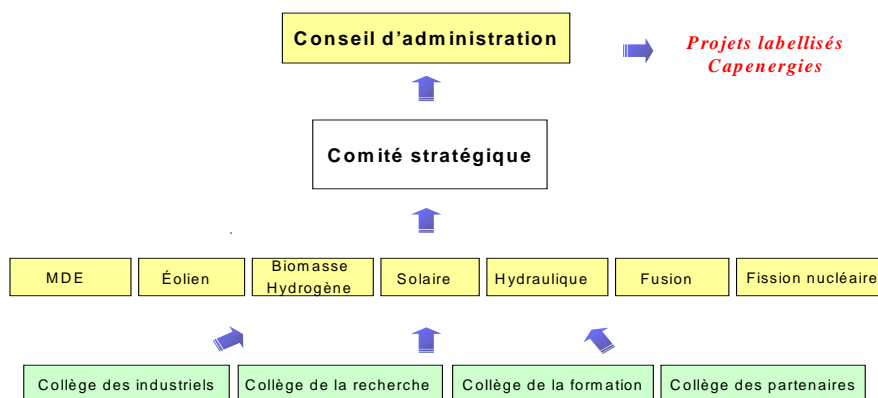 Conseil d'administration
Projets labellisés
Capenergies
Comité stratégique
MDE
Éolien
Biomasse
Hydrogène
Solaire
Hydraulique
Fusion
Fission nucléaire
Collège des industriels
Collège de la recherche
Collège de la formation
Collège des partenaires